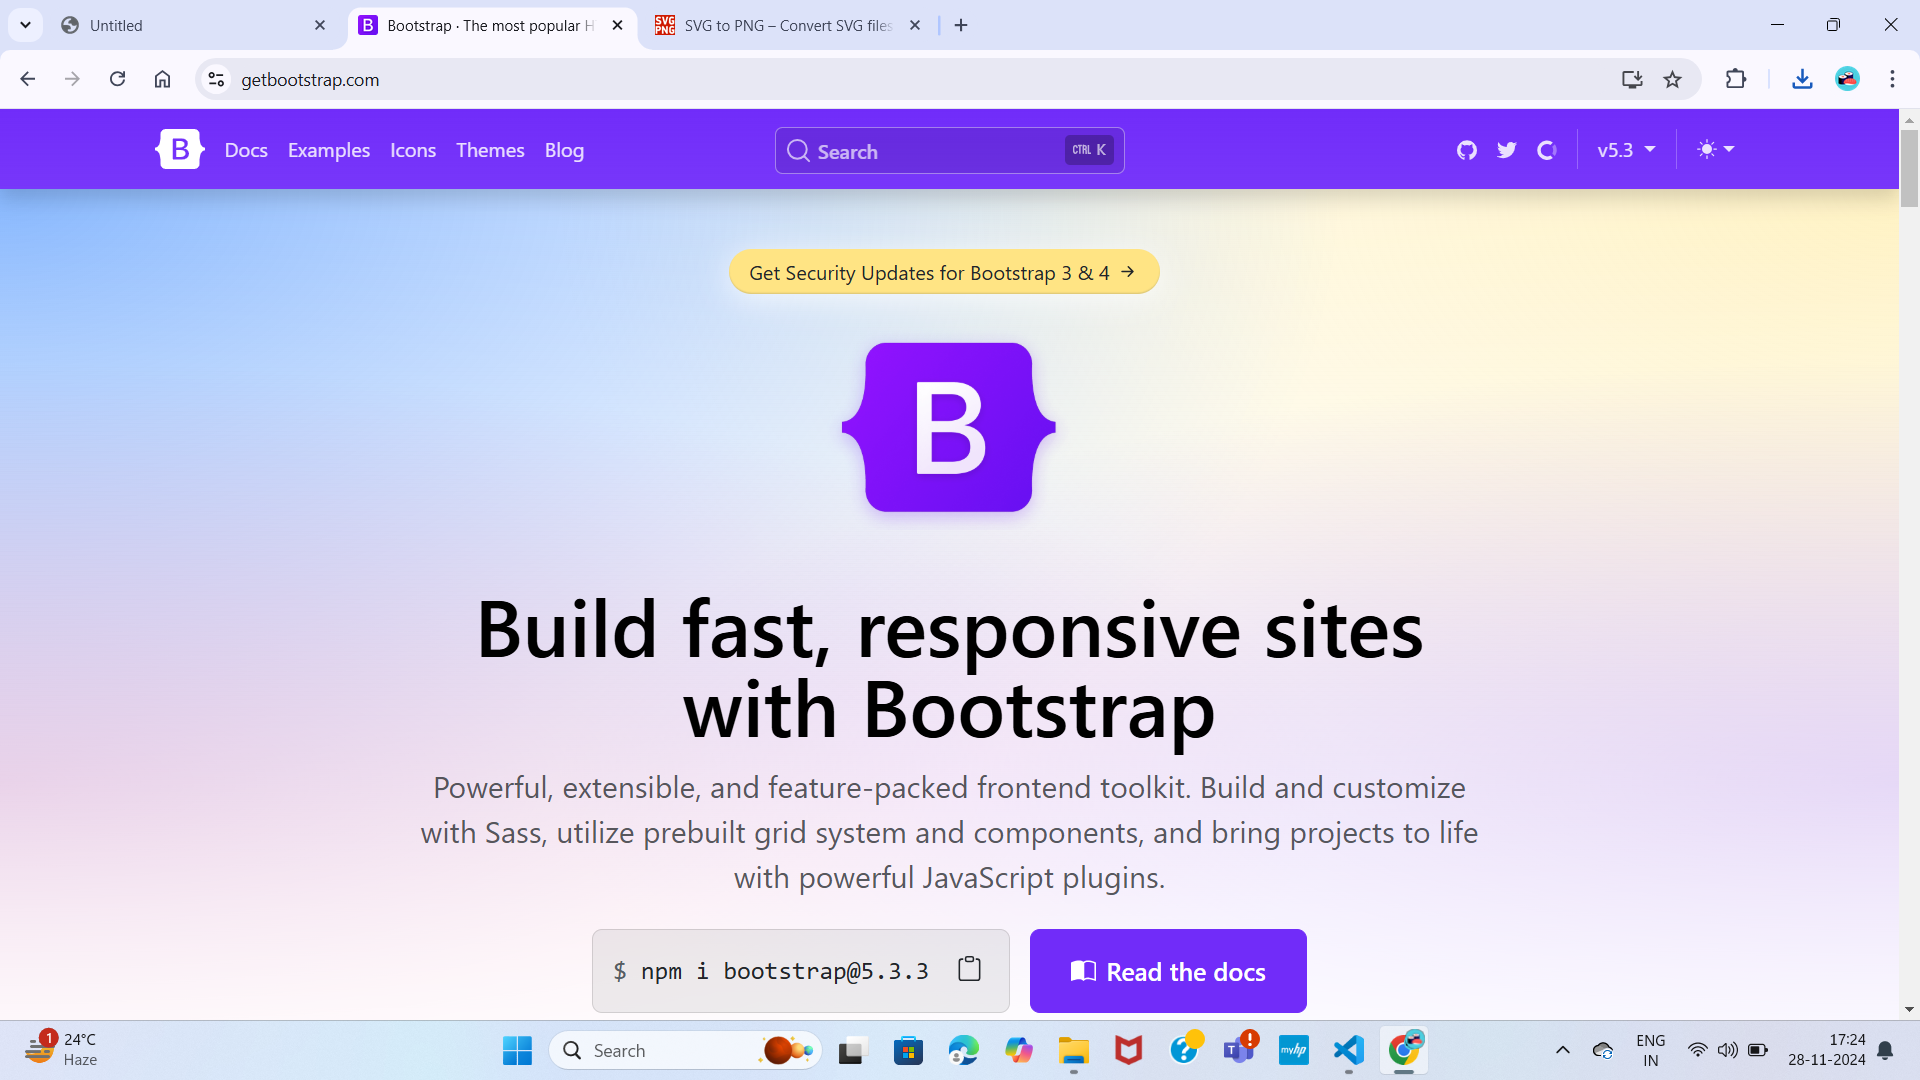 Untitled
Bootstrap · The most popular H
SVG to PNG – Convert SVG files
getbootstrap.com
B
Docs
Examples
Icons
Themes
Blog
Search
CTRL K
v5.3
Get Security Updates for Bootstrap 3 & 4 →
B
Build fast, responsive sites
with Bootstrap
Powerful, extensible, and feature-packed frontend toolkit. Build and customize
with Sass, utilize prebuilt grid system and components, and bring projects to life
with powerful JavaScript plugins.
$ npm i bootstrap@5.3.3
Read the docs
1
24°C
Haze
Search
myhp
ENG
IN
17:24
28-11-2024